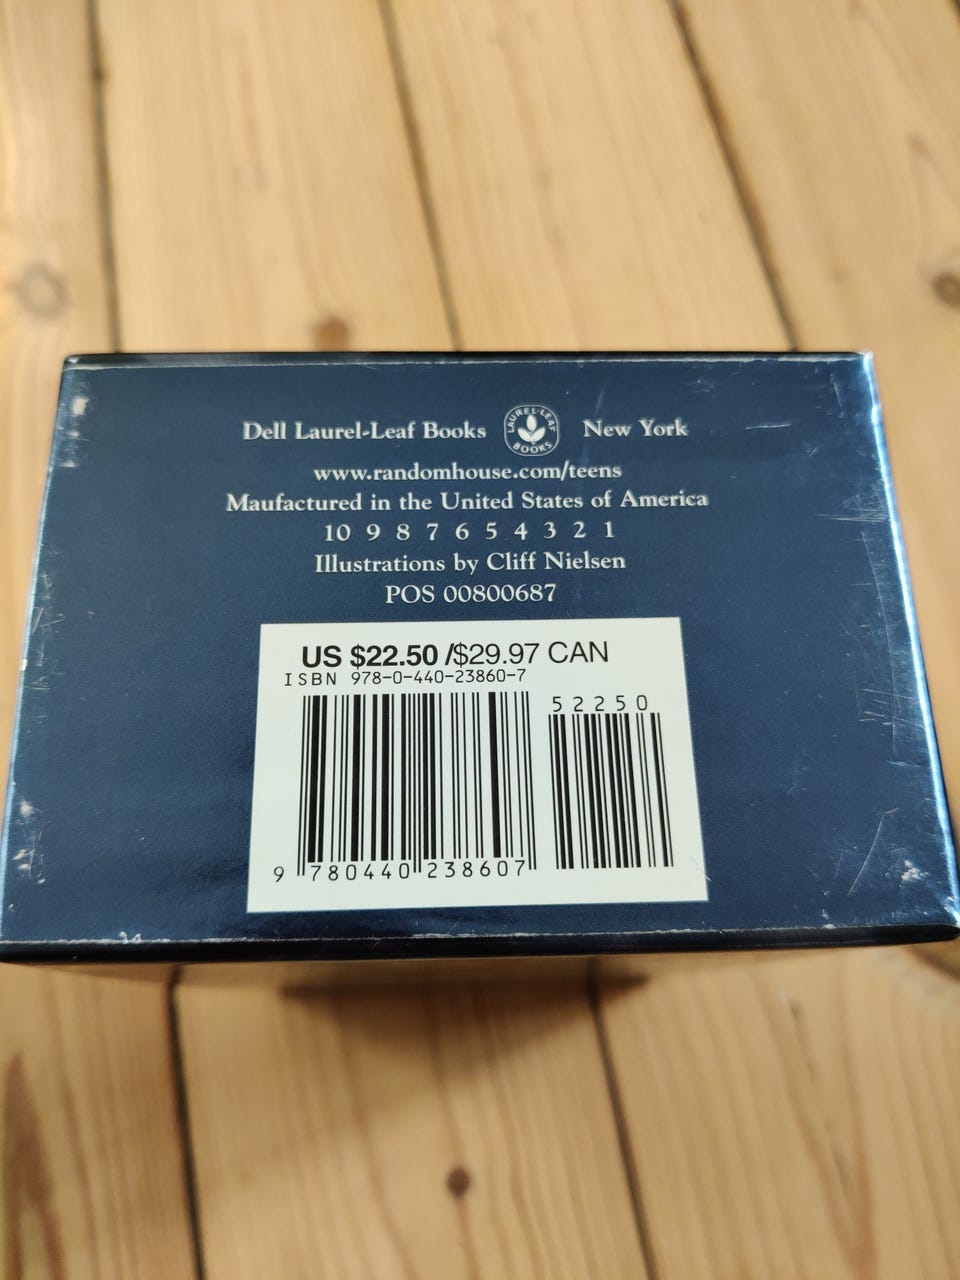 Dell Laurel-Leaf Books LAUREL-LEAF BOOKS New York
www.randomhouse.com/teens
Maufactured in the United States of America
10 9 8 7 6 5 4 3 2 1
Illustrations by Cliff Nielsen
POS 00800687
US $22.50 /$29.97 CAN
ISBN 978-0-440-23860-7
52250
9 780440 238607